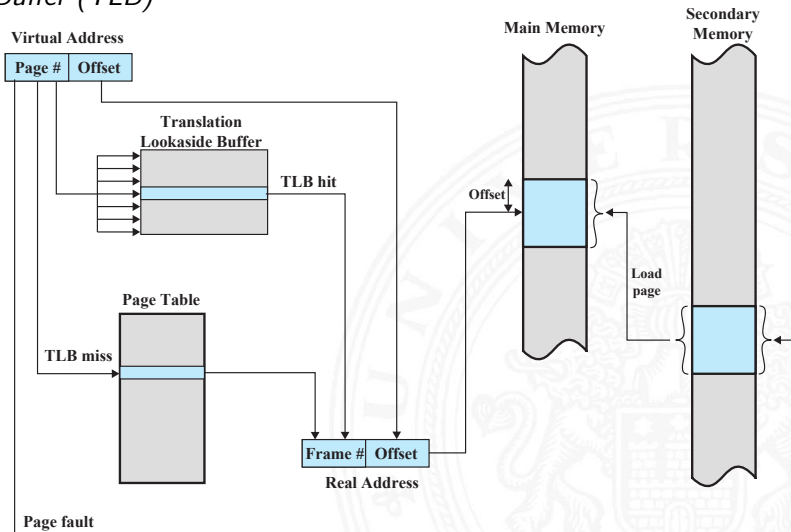 Buffer (TLB)
Virtual Address
Page #
Offset
Translation
Lookaside Buffer
TLB hit
Page Table
TLB miss
Frame #
Offset
Real Address
Page fault
Main Memory
Offset
Load
page
Secondary
Memory
UNIVERS